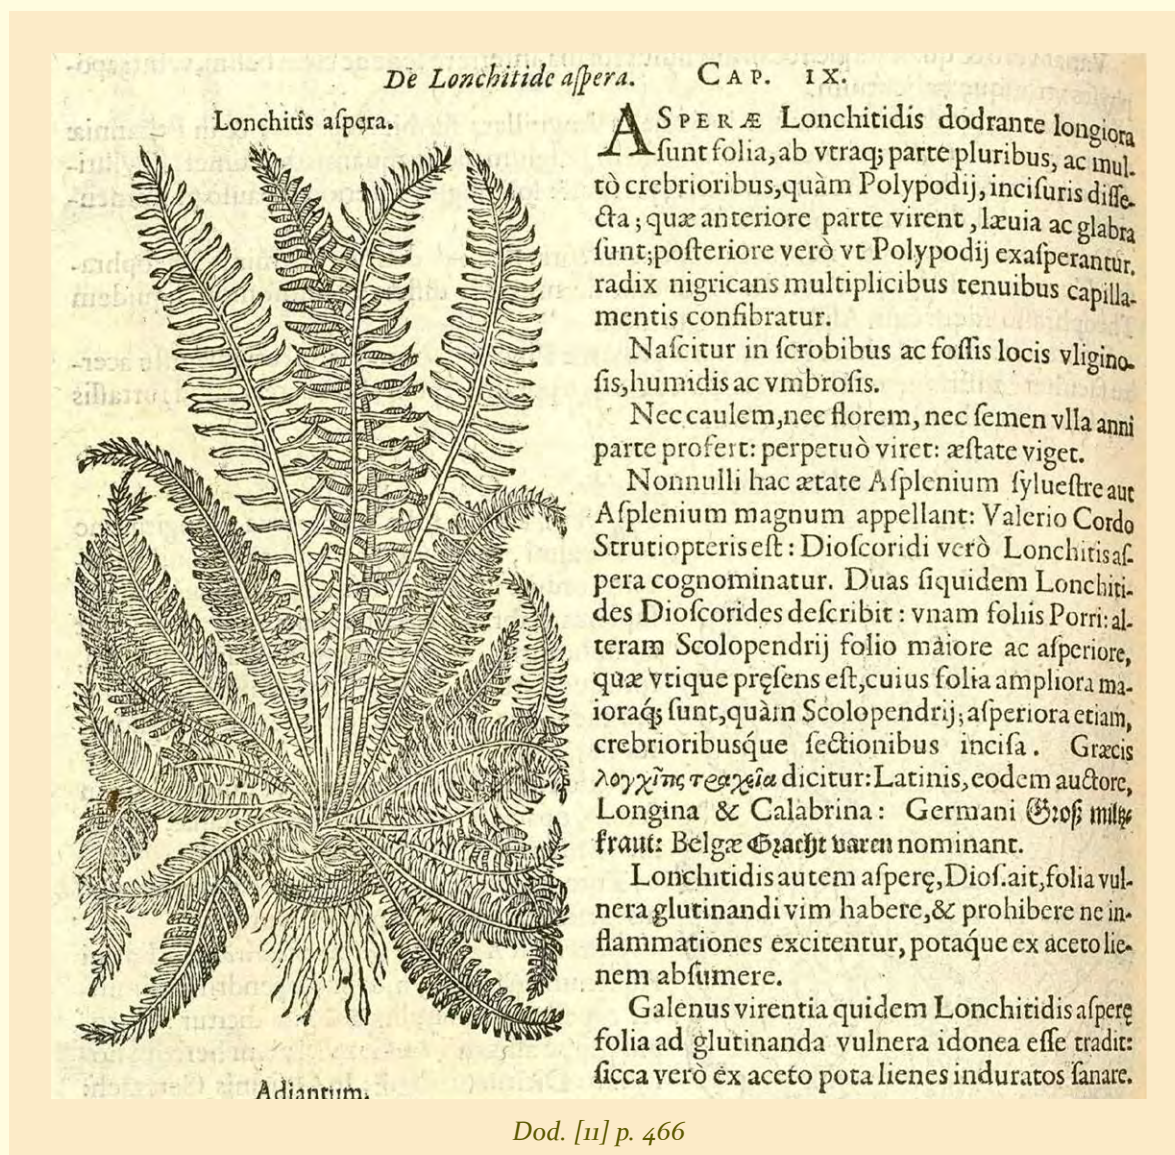 De Lonchitide aſpera. CAP. IX.
Lonchitis aſpera.
ASPERÆ Lonchitidis dodrante longiora
ſunt folia, ab vtraq; parte pluribus, ac mul-
tò crebrioribus, quàm Polypodij, inciſuris diſſe-
cta; quæ anteriore parte virent, læuia ac glabra
ſunt; poſteriore verò vt Polypodij exaſperantur.
radix nigricans multiplicibus tenuibus capilla-
mentis confibratur.
Naſcitur in ſcrobibus ac foſſis locis vligino-
ſis, humidis ac vmbroſis.
Nec caulem, nec florem, nec ſemen vlla anni
parte profert: perpetuò viret: æſtate viget.
Nonnulli hac ætate Aſplenium ſylueſtre aut
Aſplenium magnum appellant: Valerio Cordo
Strutiopteris eſt: Dioſcoridi verò Lonchitis aſ-
pera cognominatur. Duas ſiquidem Lonchiti-
des Dioſcorides deſcribit: vnam foliis Porri: al-
teram Scolopendrij folio maiore ac aſperiore,
quæ vtique pręſens eſt, cuius folia ampliora ma-
ioraq́; ſunt, quàm Scolopendrij; aſperiora etiam,
crebrioribusq́ue ſectionibus inciſa. Græcis
λογχῖτις τραχεῖα dicitur: Latinis, eodem auctore,
Longina & Calabrina: Germani Groß miltz-
kraut: Belgæ Gracht varen nominant.
Lonchitidis autem aſperę, Dioſ. ait, folia vul-
nera glutinandi vim habere, & prohibere ne in-
flammationes excitentur, potaq́ue ex aceto lie-
nem abſumere.
Galenus virentia quidem Lonchitidis aſperę
folia ad glutinanda vulnera idonea eſſe tradit:
ſicca verò ex aceto pota lienes induratos ſanare.
Adiantum.
Dod. [11] p. 466